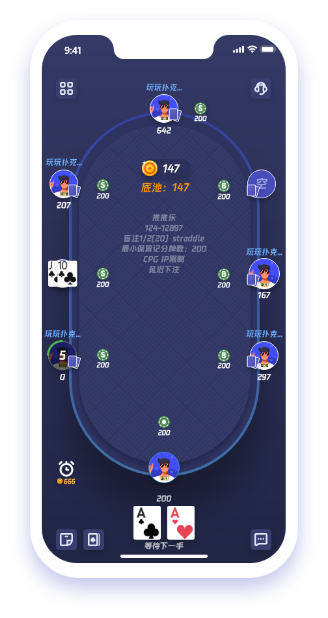 9:41
玩玩扑克...
S
200
642
147
底池：147
玩玩扑克...
207
S
200
B
200
空
推推乐
124-12897
盲注1/2(20) straddle
最小保留记分牌数：200
CPG IP限制
延迟下注
J 10
S
200
B
200
玩玩扑克...
167
玩玩扑克...
5
0
S
200
B
200
玩玩扑克...
297
200
666
200
A A
等待下一手